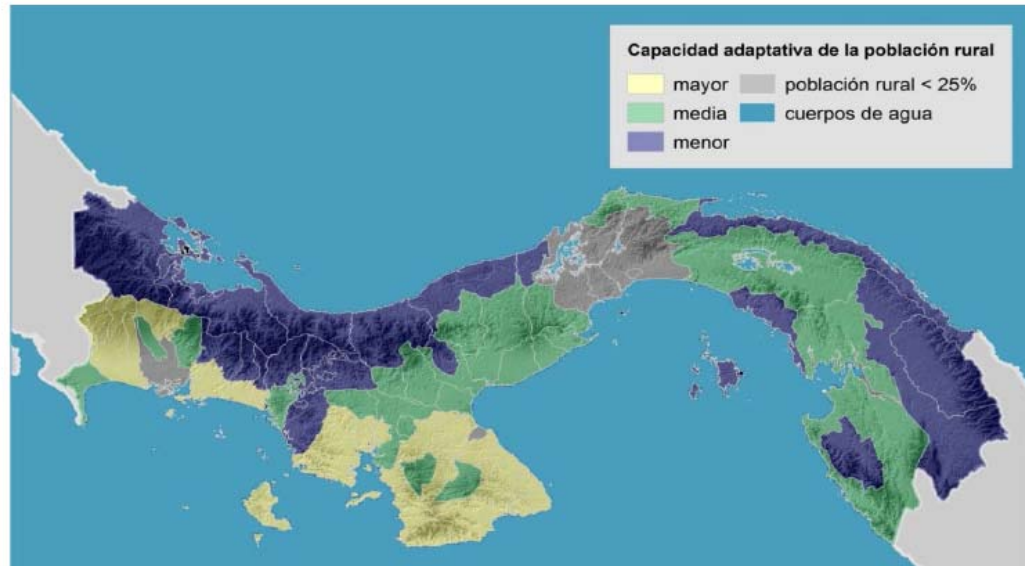 Capacidad adaptativa de la población rural
mayor
población rural < 25%
media
cuerpos de agua
menor